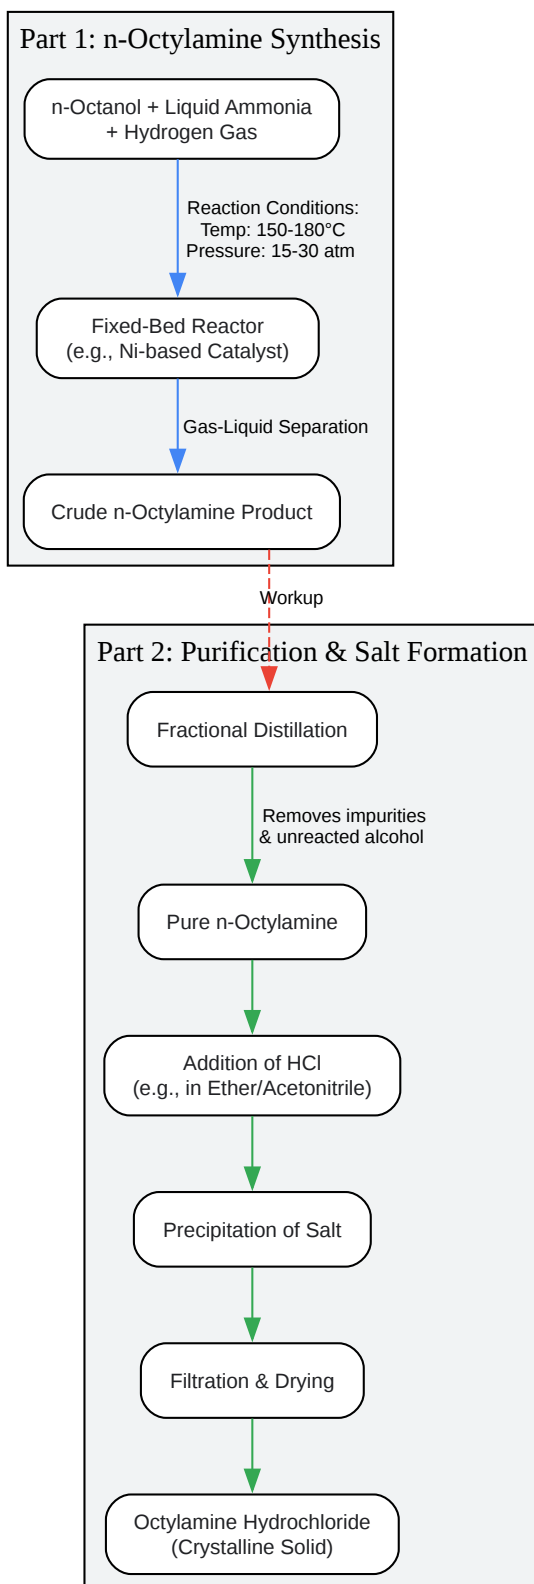 Part 1: n-Octylamine Synthesis
n-Octanol + Liquid Ammonia
+ Hydrogen Gas
Reaction Conditions:
Temp: 150-180°C
Pressure: 15-30 atm
Fixed-Bed Reactor
(e.g., Ni-based Catalyst)
Gas-Liquid Separation
Crude n-Octylamine Product
Workup
Part 2: Purification & Salt Formation
Fractional Distillation
Removes impurities
& unreacted alcohol
Pure n-Octylamine
Addition of HCl
(e.g., in Ether/Acetonitrile)
Precipitation of Salt
Filtration & Drying
Octylamine Hydrochloride
(Crystalline Solid)